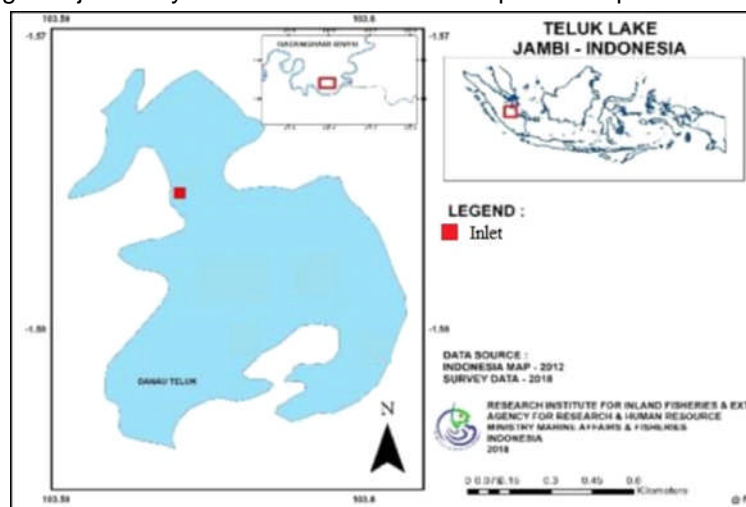 103.59 103.6
-1.57
TELUK LAKE
JAMBI - INDONESIA
LEGEND :
Inlet
-1.58 -1.58
DATA SOURCE :
INDONESIA MAP - 2012
SURVEY DATA - 2018
DANAU TELUK
N
RESEARCH INSTITUTE FOR INLAND FISHERIES & EXT
AGENCY FOR RESEARCH & HUMAN RESOURCE
MINISTRY MARINE AFFAIRS & FISHERIES
INDONESIA
2018
0.15 0.3 0.45 0.6
Kilometers
103.59 103.6